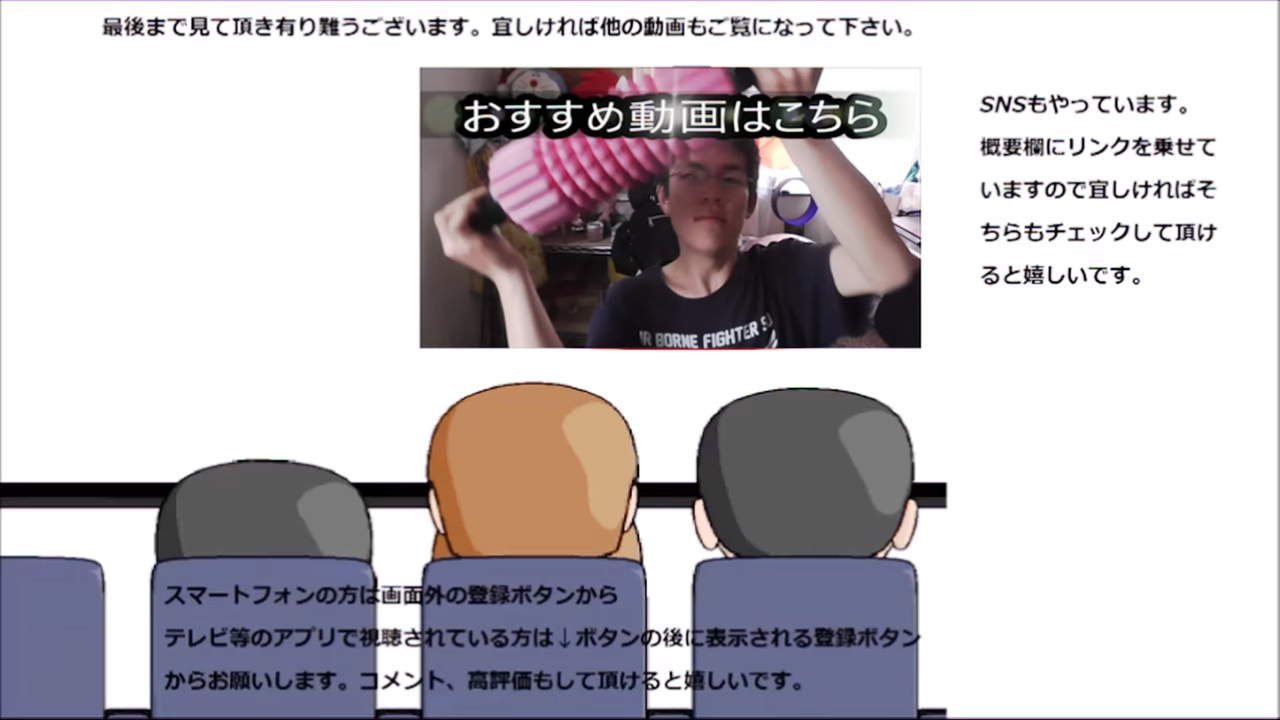 最後まで見て頂き有り難うございます。宜しければ他の動画もご覧になって下さい。
おすすめ動画はこちら
SNSもやっています。
概要欄にリンクを乗せて
いますので宜しければそ
ちらもチェックして頂け
ると嬉しいです。
BORNE FIGHTER
スマートフォンの方は画面外の登録ボタンから
テレビ等のアプリで視聴されている方は↓ボタンの後に表示される登録ボタン
からお願いします。コメント、高評価もして頂けると嬉しいです。